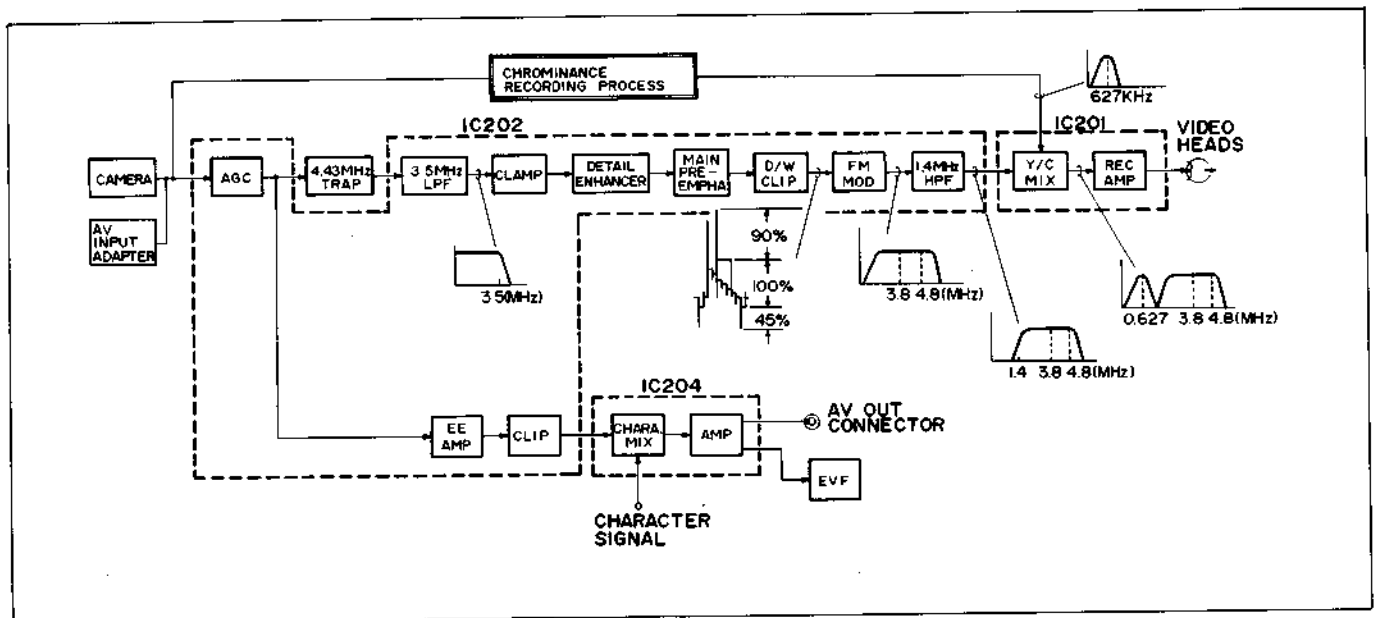 CHROMINANCE
RECORDING PROCESS
627KHz
IC202
IC201
VIDEO
HEADS
CAMERA
AGC
4.43MHz
TRAP
3.5MHz
LPF
CLAMP
DETAIL
ENHANCER
MAIN
PRE-
EMPHA
D/W
CLIP
FM
MOD
1.4MHz
HPF
Y/C
MIX
REC
AMP
AV
INPUT
ADAPTER
3.5(MHz)
90%
100%
45%
3.8 4.8(MHz)
0.627 3.8 4.8(MHz)
1.4 3.8 4.8(MHz)
IC204
EE
AMP
CLIP
CHARA.
MIX
AMP
AV OUT
CONNECTOR
EVF
CHARACTER
SIGNAL